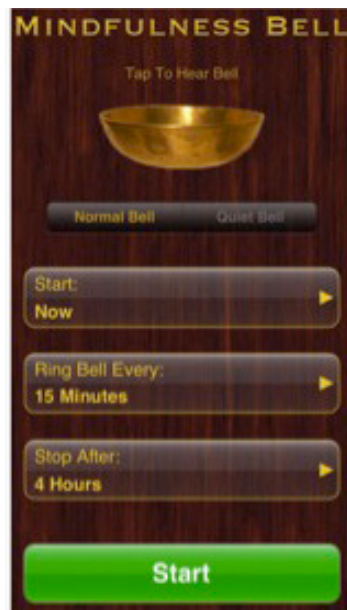 MINDFULNESS BELL
Tap To Hear Bell
Normal Bell Quiet Bell
Start:
Now
Ring Bell Every:
15 Minutes
Stop After:
4 Hours
Start